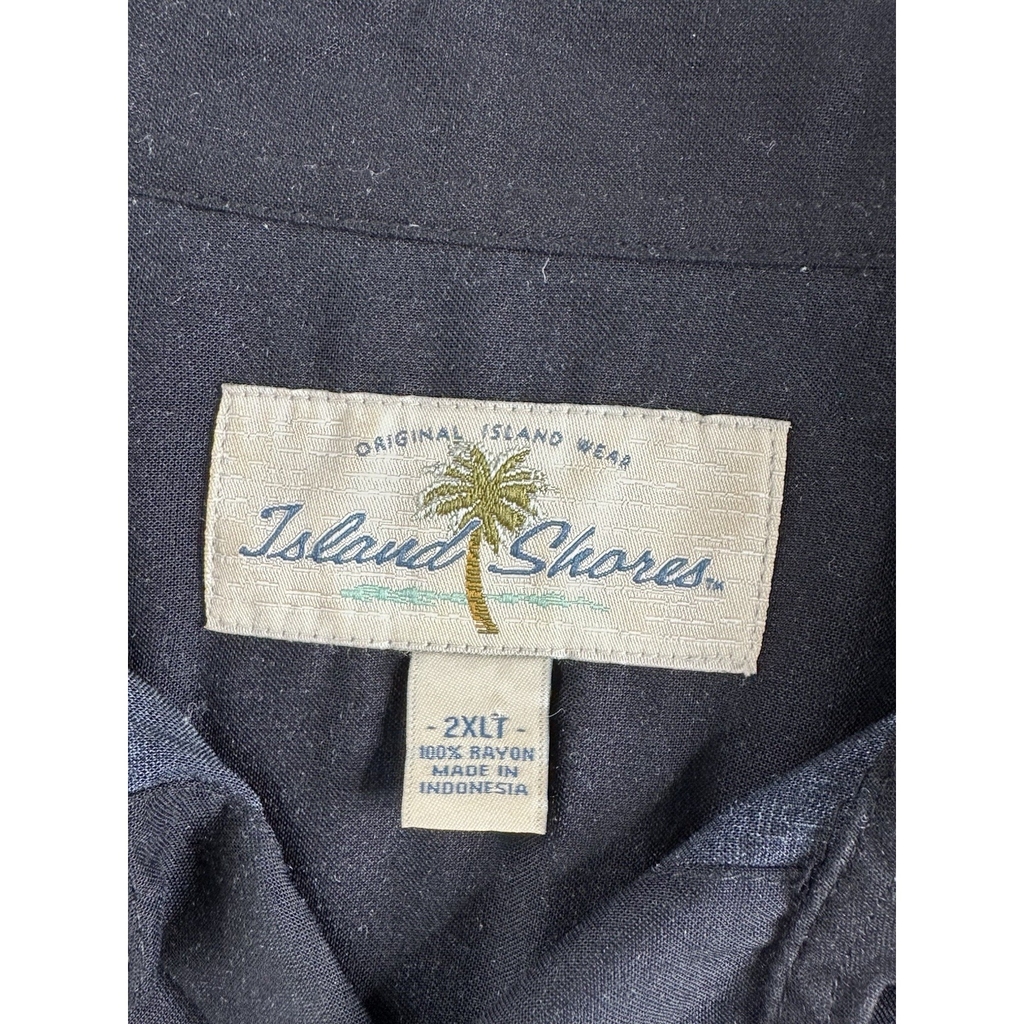 ORIGINAL ISLAND WEAR
Island Shores™
- 2XLT -
100% RAYON
MADE IN
INDONESIA